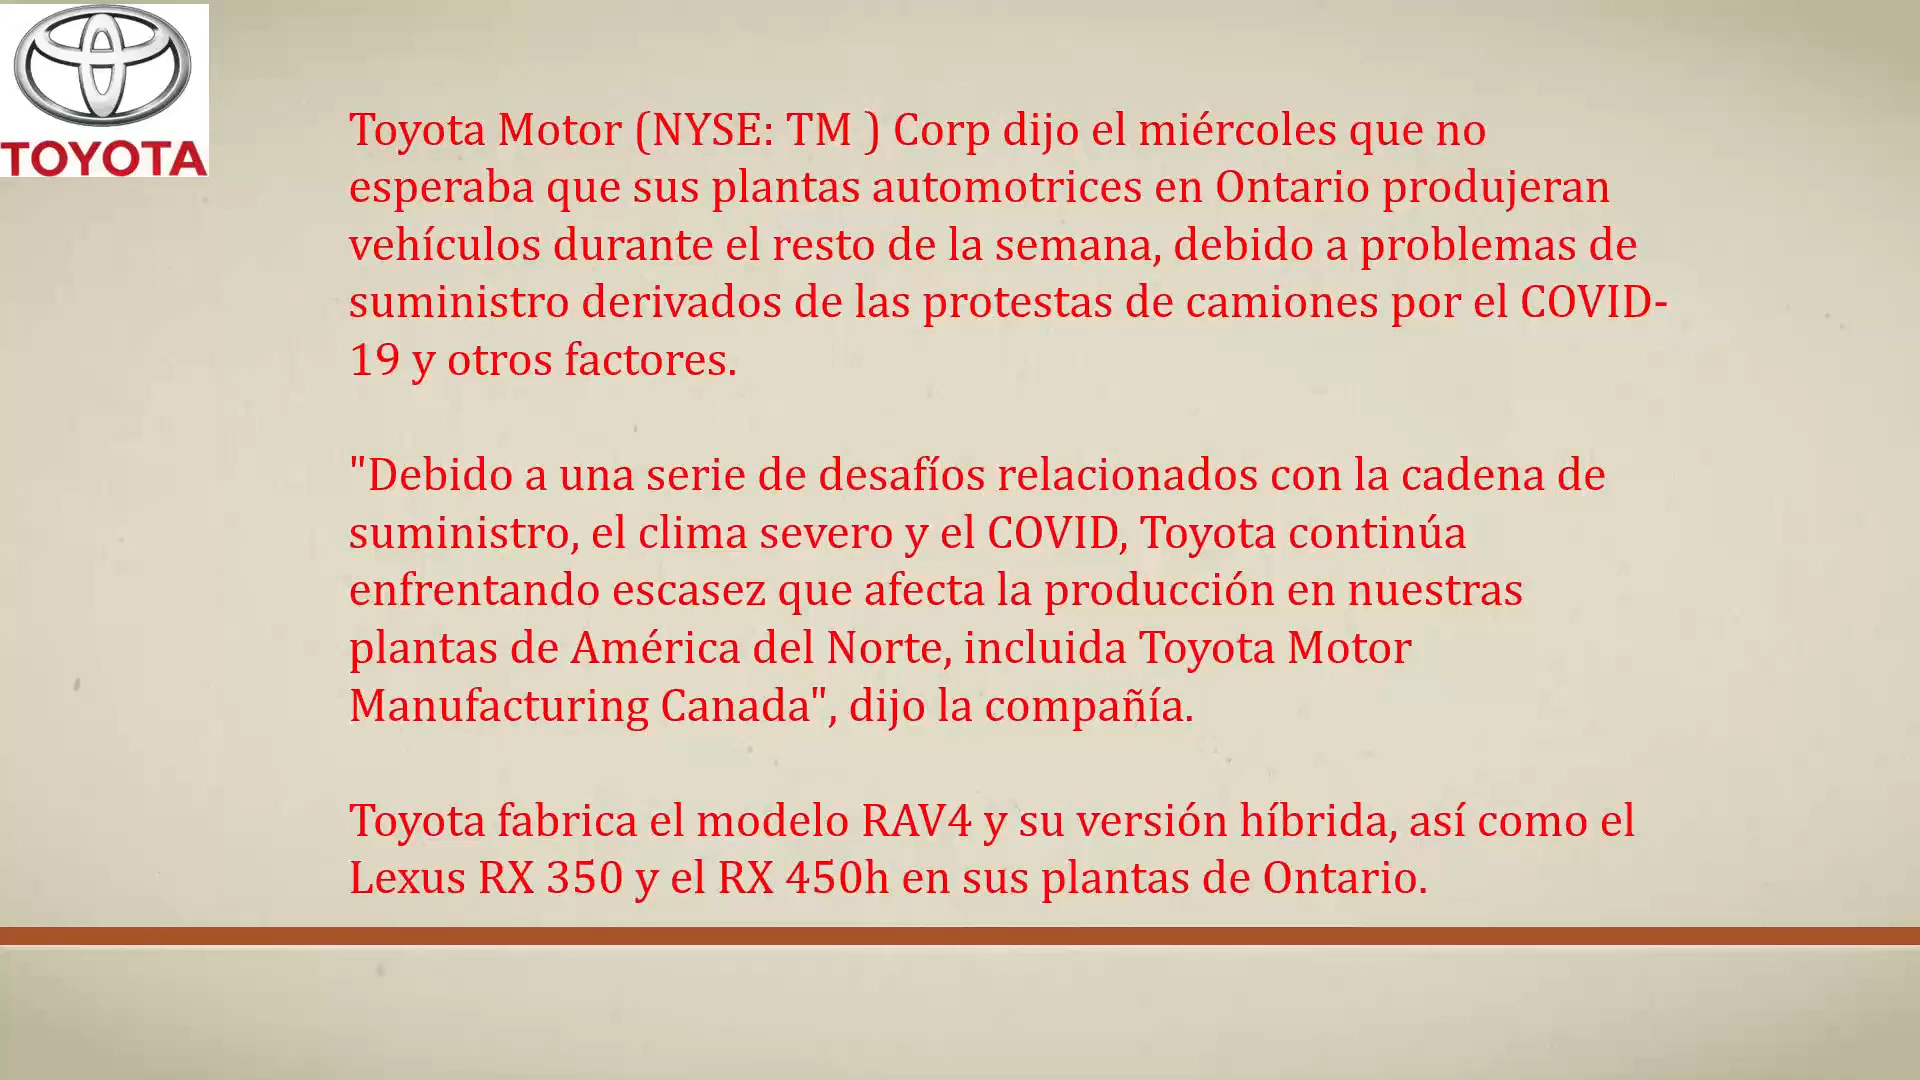 TOYOTA
Toyota Motor (NYSE: TM ) Corp dijo el miércoles que no
esperaba que sus plantas automotrices en Ontario produjeran
vehículos durante el resto de la semana, debido a problemas de
suministro derivados de las protestas de camiones por el COVID-
19 y otros factores.
"Debido a una serie de desafíos relacionados con la cadena de
suministro, el clima severo y el COVID, Toyota continúa
enfrentando escasez que afecta la producción en nuestras
plantas de América del Norte, incluida Toyota Motor
Manufacturing Canada", dijo la compañía.
Toyota fabrica el modelo RAV4 y su versión híbrida, así como el
Lexus RX 350 y el RX 450h en sus plantas de Ontario.